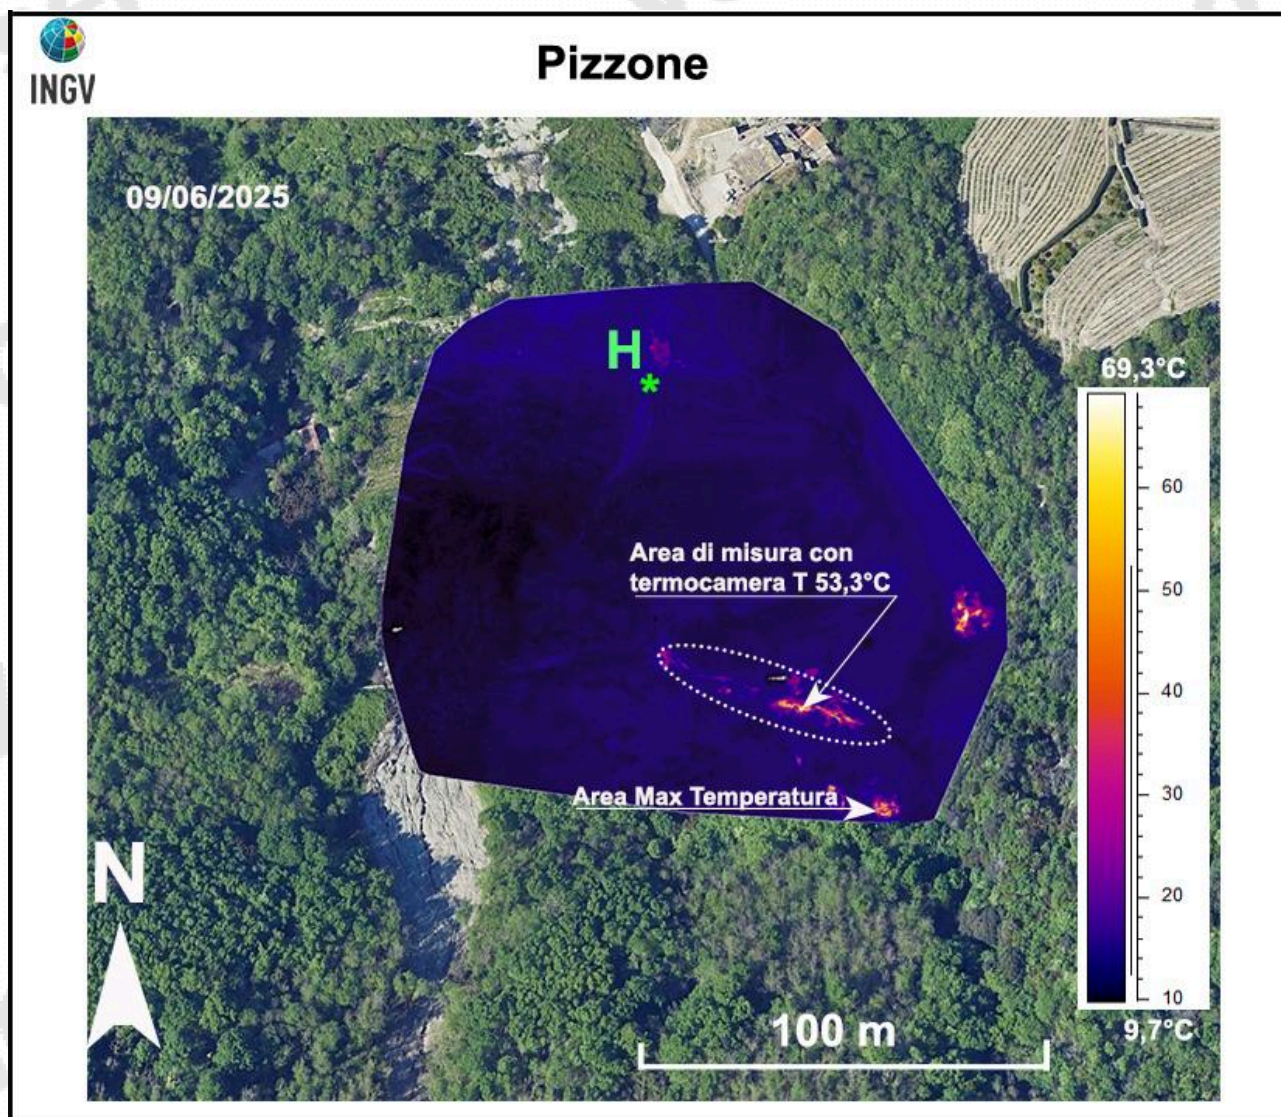 INGV
Pizzone
09/06/2025
H
*
69,3°C
60
50
40
30
20
10
9,7°C
Area di misura con
termocamera T 53,3°C
Area Max Temperatura
N
100 m